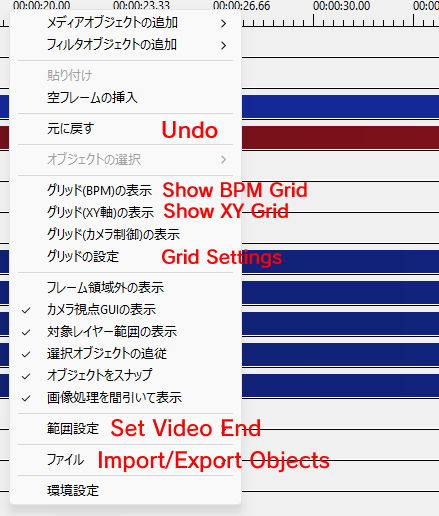 00:00:20.00 00:00:23.33 00:00:26.66 00:00:30.00 00:
メディアオブジェクトの追加
フィルタオブジェクトの追加
貼り付け
空フレームの挿入
元に戻す Undo
オブジェクトの選択
グリッド(BPM)の表示 Show BPM Grid
グリッド(XY軸)の表示 Show XY Grid
グリッド(カメラ制御)の表示
グリッドの設定 Grid Settings
フレーム領域外の表示
カメラ視点GUIの表示
対象レイヤー範囲の表示
選択オブジェクトの追従
オブジェクトをスナップ
画像処理を間引いて表示
範囲設定 Set Video End
ファイル Import/Export Objects
環境設定